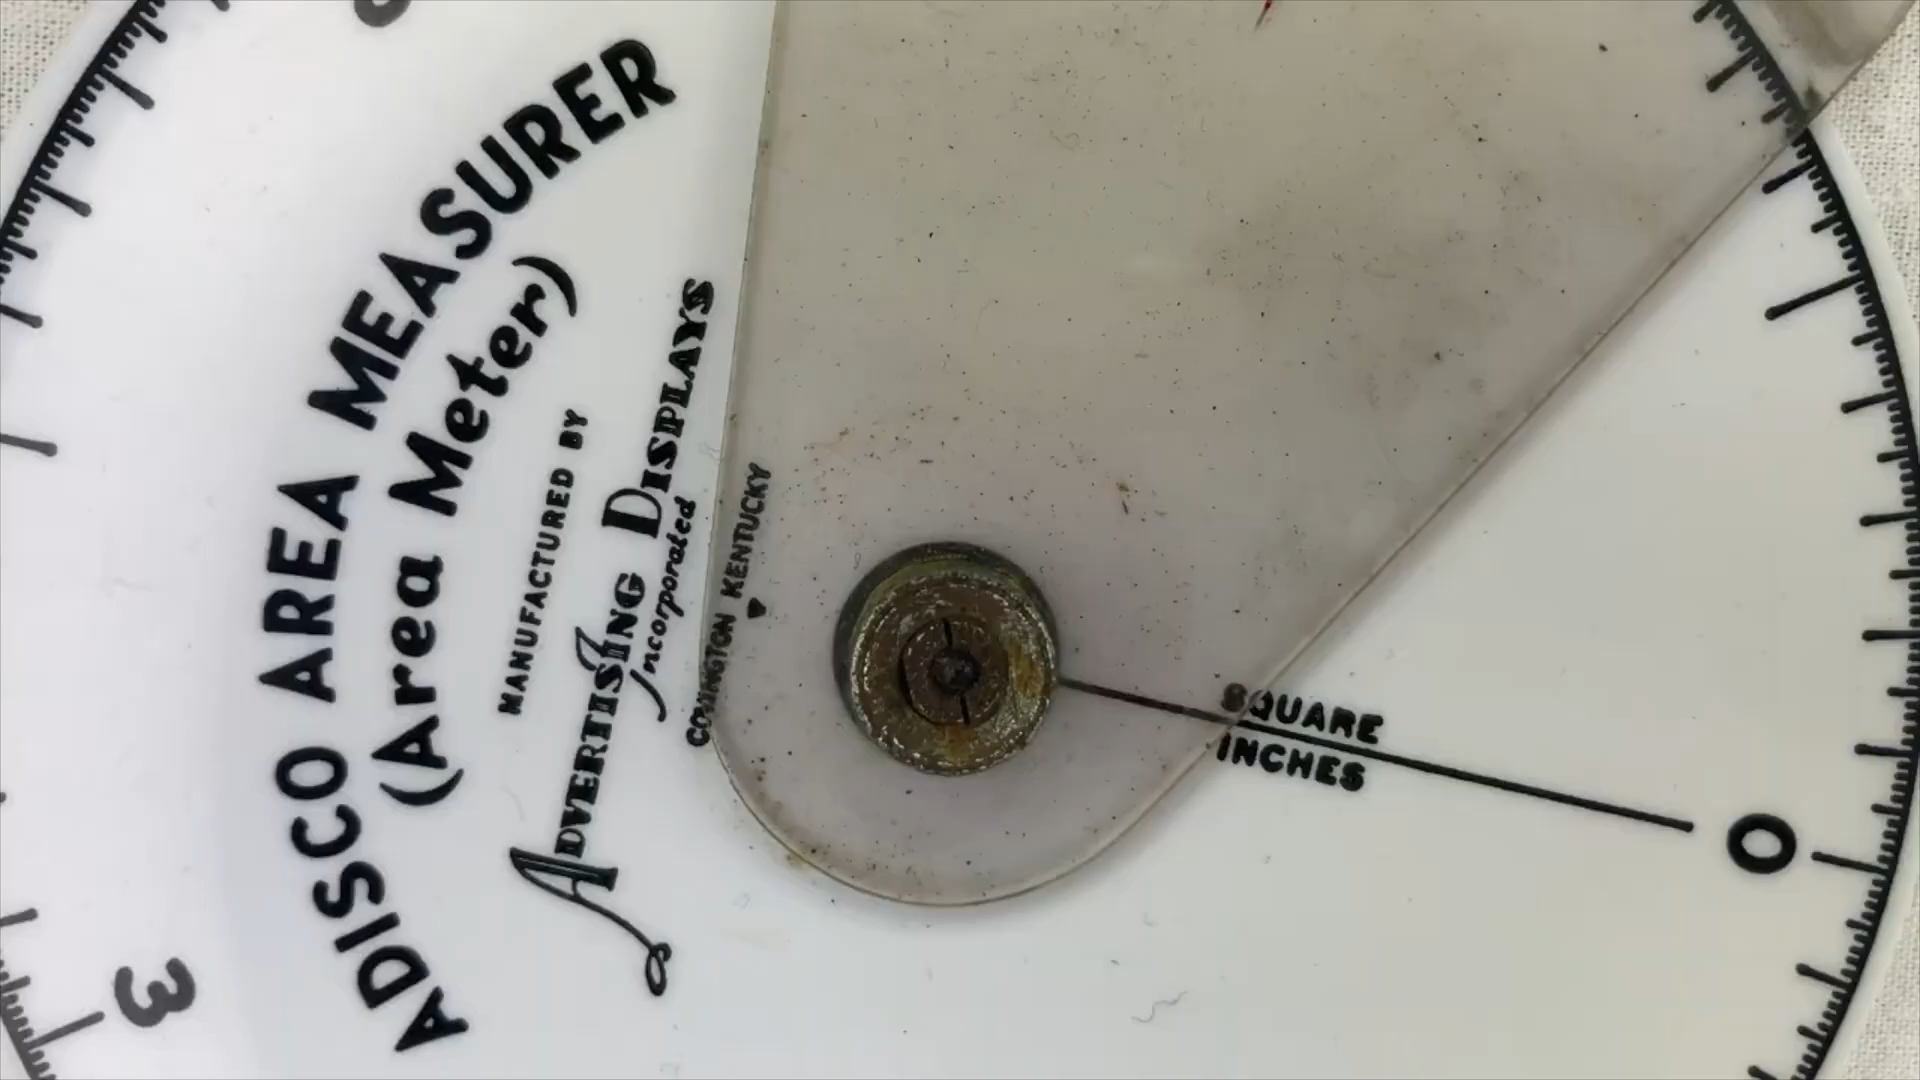 ADISCO AREA MEASURER
(Area Meter)
MANUFACTURED BY
ADVERTISING DISPLAYS
Incorporated
COVINGTON KENTUCKY
SQUARE
INCHES
0
3